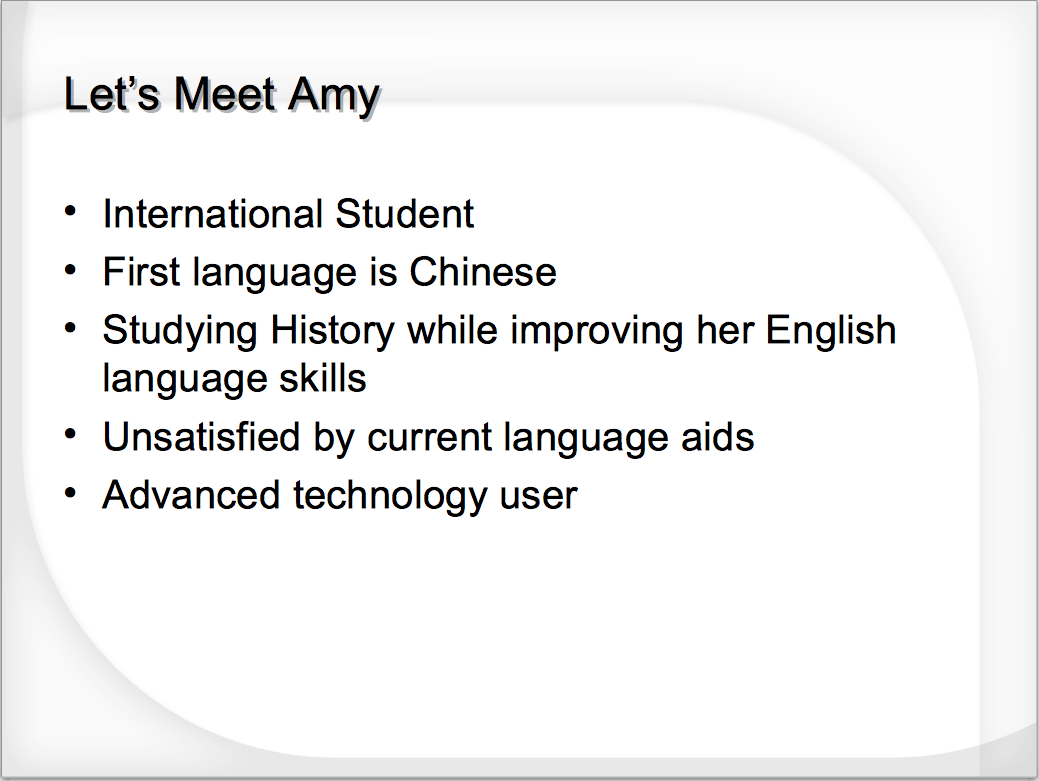 Let’s Meet Amy
• International Student
• First language is Chinese
• Studying History while improving her English
language skills
• Unsatisfied by current language aids
• Advanced technology user